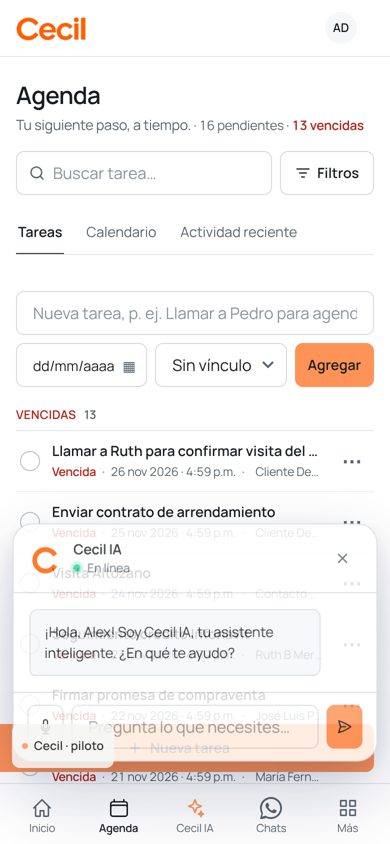 Cecil
AD
Agenda
Tu siguiente paso, a tiempo. · 16 pendientes · 13 vencidas
Buscar tarea...
Filtros
Tareas
Calendario
Actividad reciente
Nueva tarea, p. ej. Llamar a Pedro para agend
dd/mm/aaaa
Sin vínculo
Agregar
VENCIDAS 13
Llamar a Ruth para confirmar visita del ...
Vencida · 26 nov 2026 · 4:59 p.m. · Cliente De...
Enviar contrato de arrendamiento
Vencida · 25 nov 2026 · 4:59 p.m. · Cliente De...
Cecil IA
En línea
Visita Altozano
Vencida · 24 nov 2026 · 4:59 p.m. · Contacto...
¡Hola, Alex! Soy Cecil IA, tu asistente
inteligente. ¿En qué te ayudo?
Ruth B Mer...
Firmar promesa de compraventa
Vencida · 22 nov 2026 · 4:59 p.m. · José Luis P...
Pregunta lo que necesites...
Cecil · piloto
+ Nueva tarea
Vencida · 21 nov 2026 · 4:59 p.m. · María Fern...
Inicio
Agenda
Cecil IA
Chats
Más